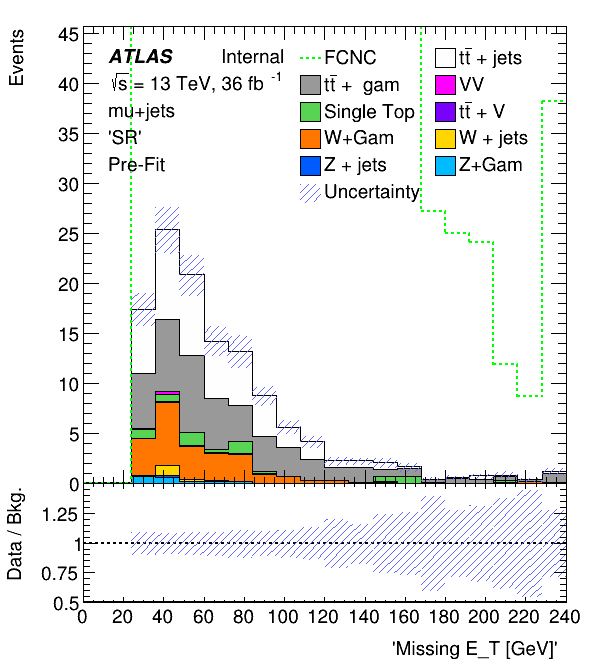 Events
45
40
35
30
25
20
15
10
5
0
ATLAS Internal
√s = 13 TeV, 36 fb -1
mu+jets
'SR'
Pre-Fit
FCNC
tt̄ + gam
Single Top
W+Gam
Z + jets
Uncertainty
tt̄ + jets
VV
tt̄ + V
W + jets
Z+Gam
Data / Bkg.
1.25
1
0.75
0.5
0 20 40 60 80 100 120 140 160 180 200 220 240
'Missing E_T [GeV]'